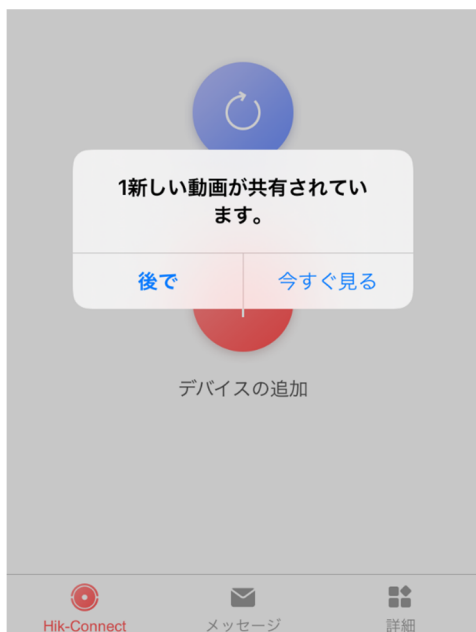 1新しい動画が共有されてい
ます。
後で
今すぐ見る
デバイスの追加
Hik-Connect
メッセージ
詳細